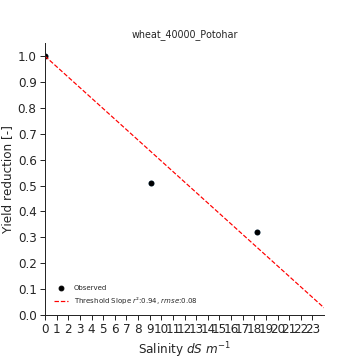 wheat_40000_Potohar
Yield reduction [-]
1.0
0.9
0.8
0.7
0.6
0.5
0.4
0.3
0.2
0.1
0.0
Observed
Threshold Slope r²:0.94, rmse:0.08
0 1 2 3 4 5 6 7 8 9 10 11 12 13 14 15 16 17 18 19 20 21 22 23
Salinity dS m⁻¹